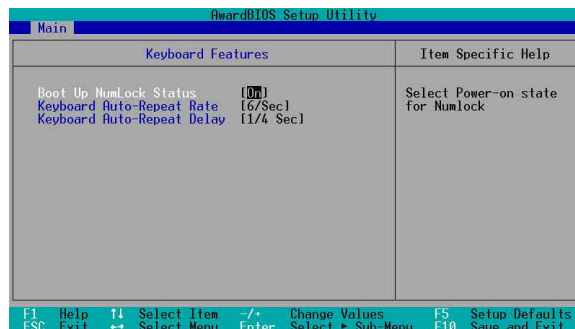 AwardBIOS Setup Utility
Main
Keyboard Features
Item Specific Help
Boot Up NumLock Status [On]
Keyboard Auto-Repeat Rate [6/Sec]
Keyboard Auto-Repeat Delay [1/4 Sec]
Select Power-on state
for Numlock
F1 Help ↑↓ Select Item -/+ Change Values F5 Setup Defaults
ESC Exit ↔ Select Menu Enter Select ► Sub-Menu F10 Save and Exit